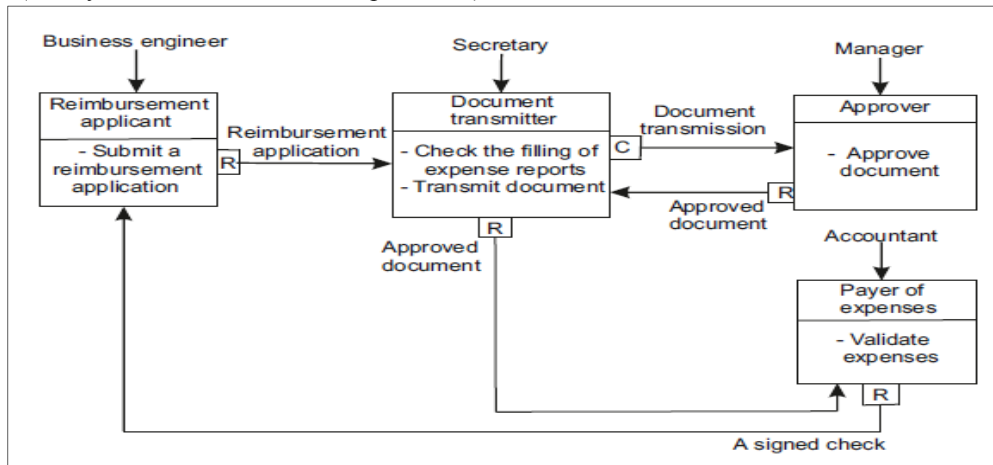 Business engineer
Secretary
Manager
Reimbursement
applicant
- Submit a
reimbursement
application
R
Reimbursement
application
Document
transmitter
- Check the filling of
expense reports
- Transmit document
C
Document
transmission
Approver
- Approve
document
R
Approved
document
R
Approved
document
Accountant
Payer of
expenses
- Validate
expenses
R
A signed check